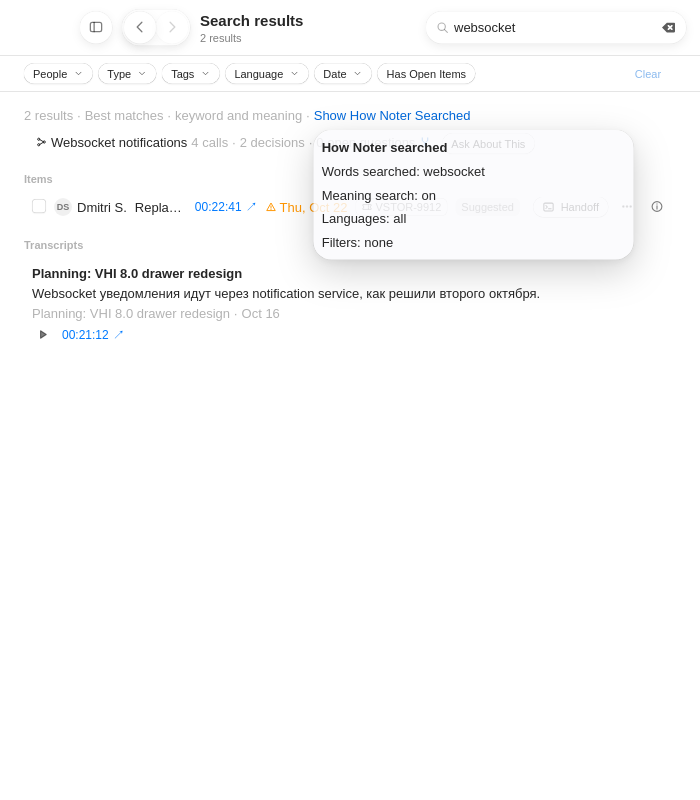 Search results
2 results
websocket
People
Type
Tags
Language
Date
Has Open Items
Clear
2 results · Best matches · keyword and meaning · Show How Noter Searched
Websocket notifications 4 calls · 2 decisions ·
Ask About This
How Noter searched
Words searched: websocket
Meaning search: on
Languages: all
Filters: none
Items
DS Dmitri S. Repla… 00:22:41 ↗ Thu, Oct 22 VSTOR-9912 Suggested Handoff
Transcripts
Planning: VHI 8.0 drawer redesign
Websocket уведомления идут через notification service, как решили второго октября.
Planning: VHI 8.0 drawer redesign · Oct 16
00:21:12 ↗